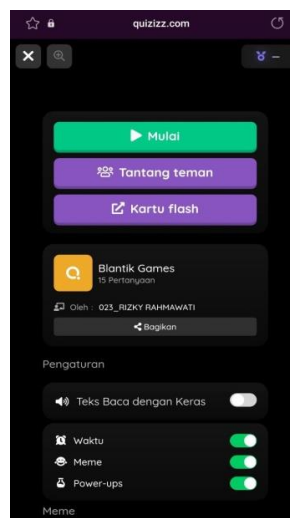 quizizz.com
Mulai
Tantang teman
Kartu flash
Blantik Games
15 Pertanyaan
Oleh : 023_RIZKY RAHMAWATI
Bagikan
Pengaturan
Teks Baca dengan Keras
Waktu
Meme
Power-ups
Meme